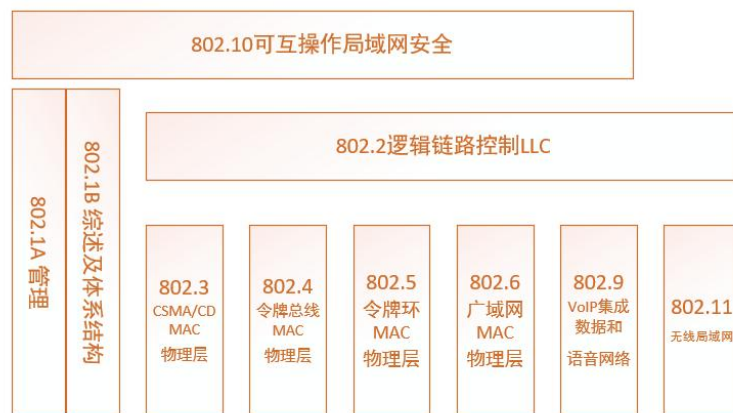 802.10可互操作局域网安全
802.1A 管理
802.1B 综述及体系结构
802.2逻辑链路控制LLC
802.3
CSMA/CD
MAC
物理层
802.4
令牌总线
MAC
物理层
802.5
令牌环
MAC
物理层
802.6
广域网
MAC
物理层
802.9
VoIP集成
数据和
语音网络
802.11
无线局域网